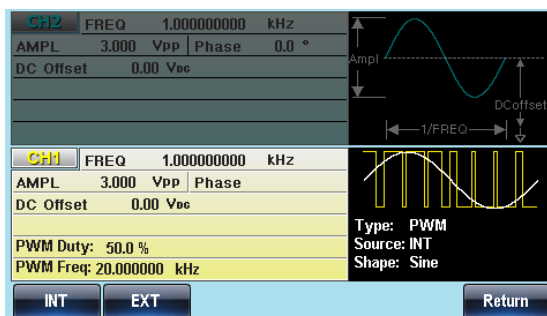 CH2 FREQ 1.000000000 kHz
AMPL 3.000 Vpp Phase 0.0 °
DC Offset 0.00 VDC
Ampl
DCoffset
1/FREQ
CH1 FREQ 1.000000000 kHz
AMPL 3.000 Vpp Phase
DC Offset 0.00 VDC
PWM Duty: 50.0 %
PWM Freq: 20.000000 kHz
Type: PWM
Source: INT
Shape: Sine
INT EXT Return